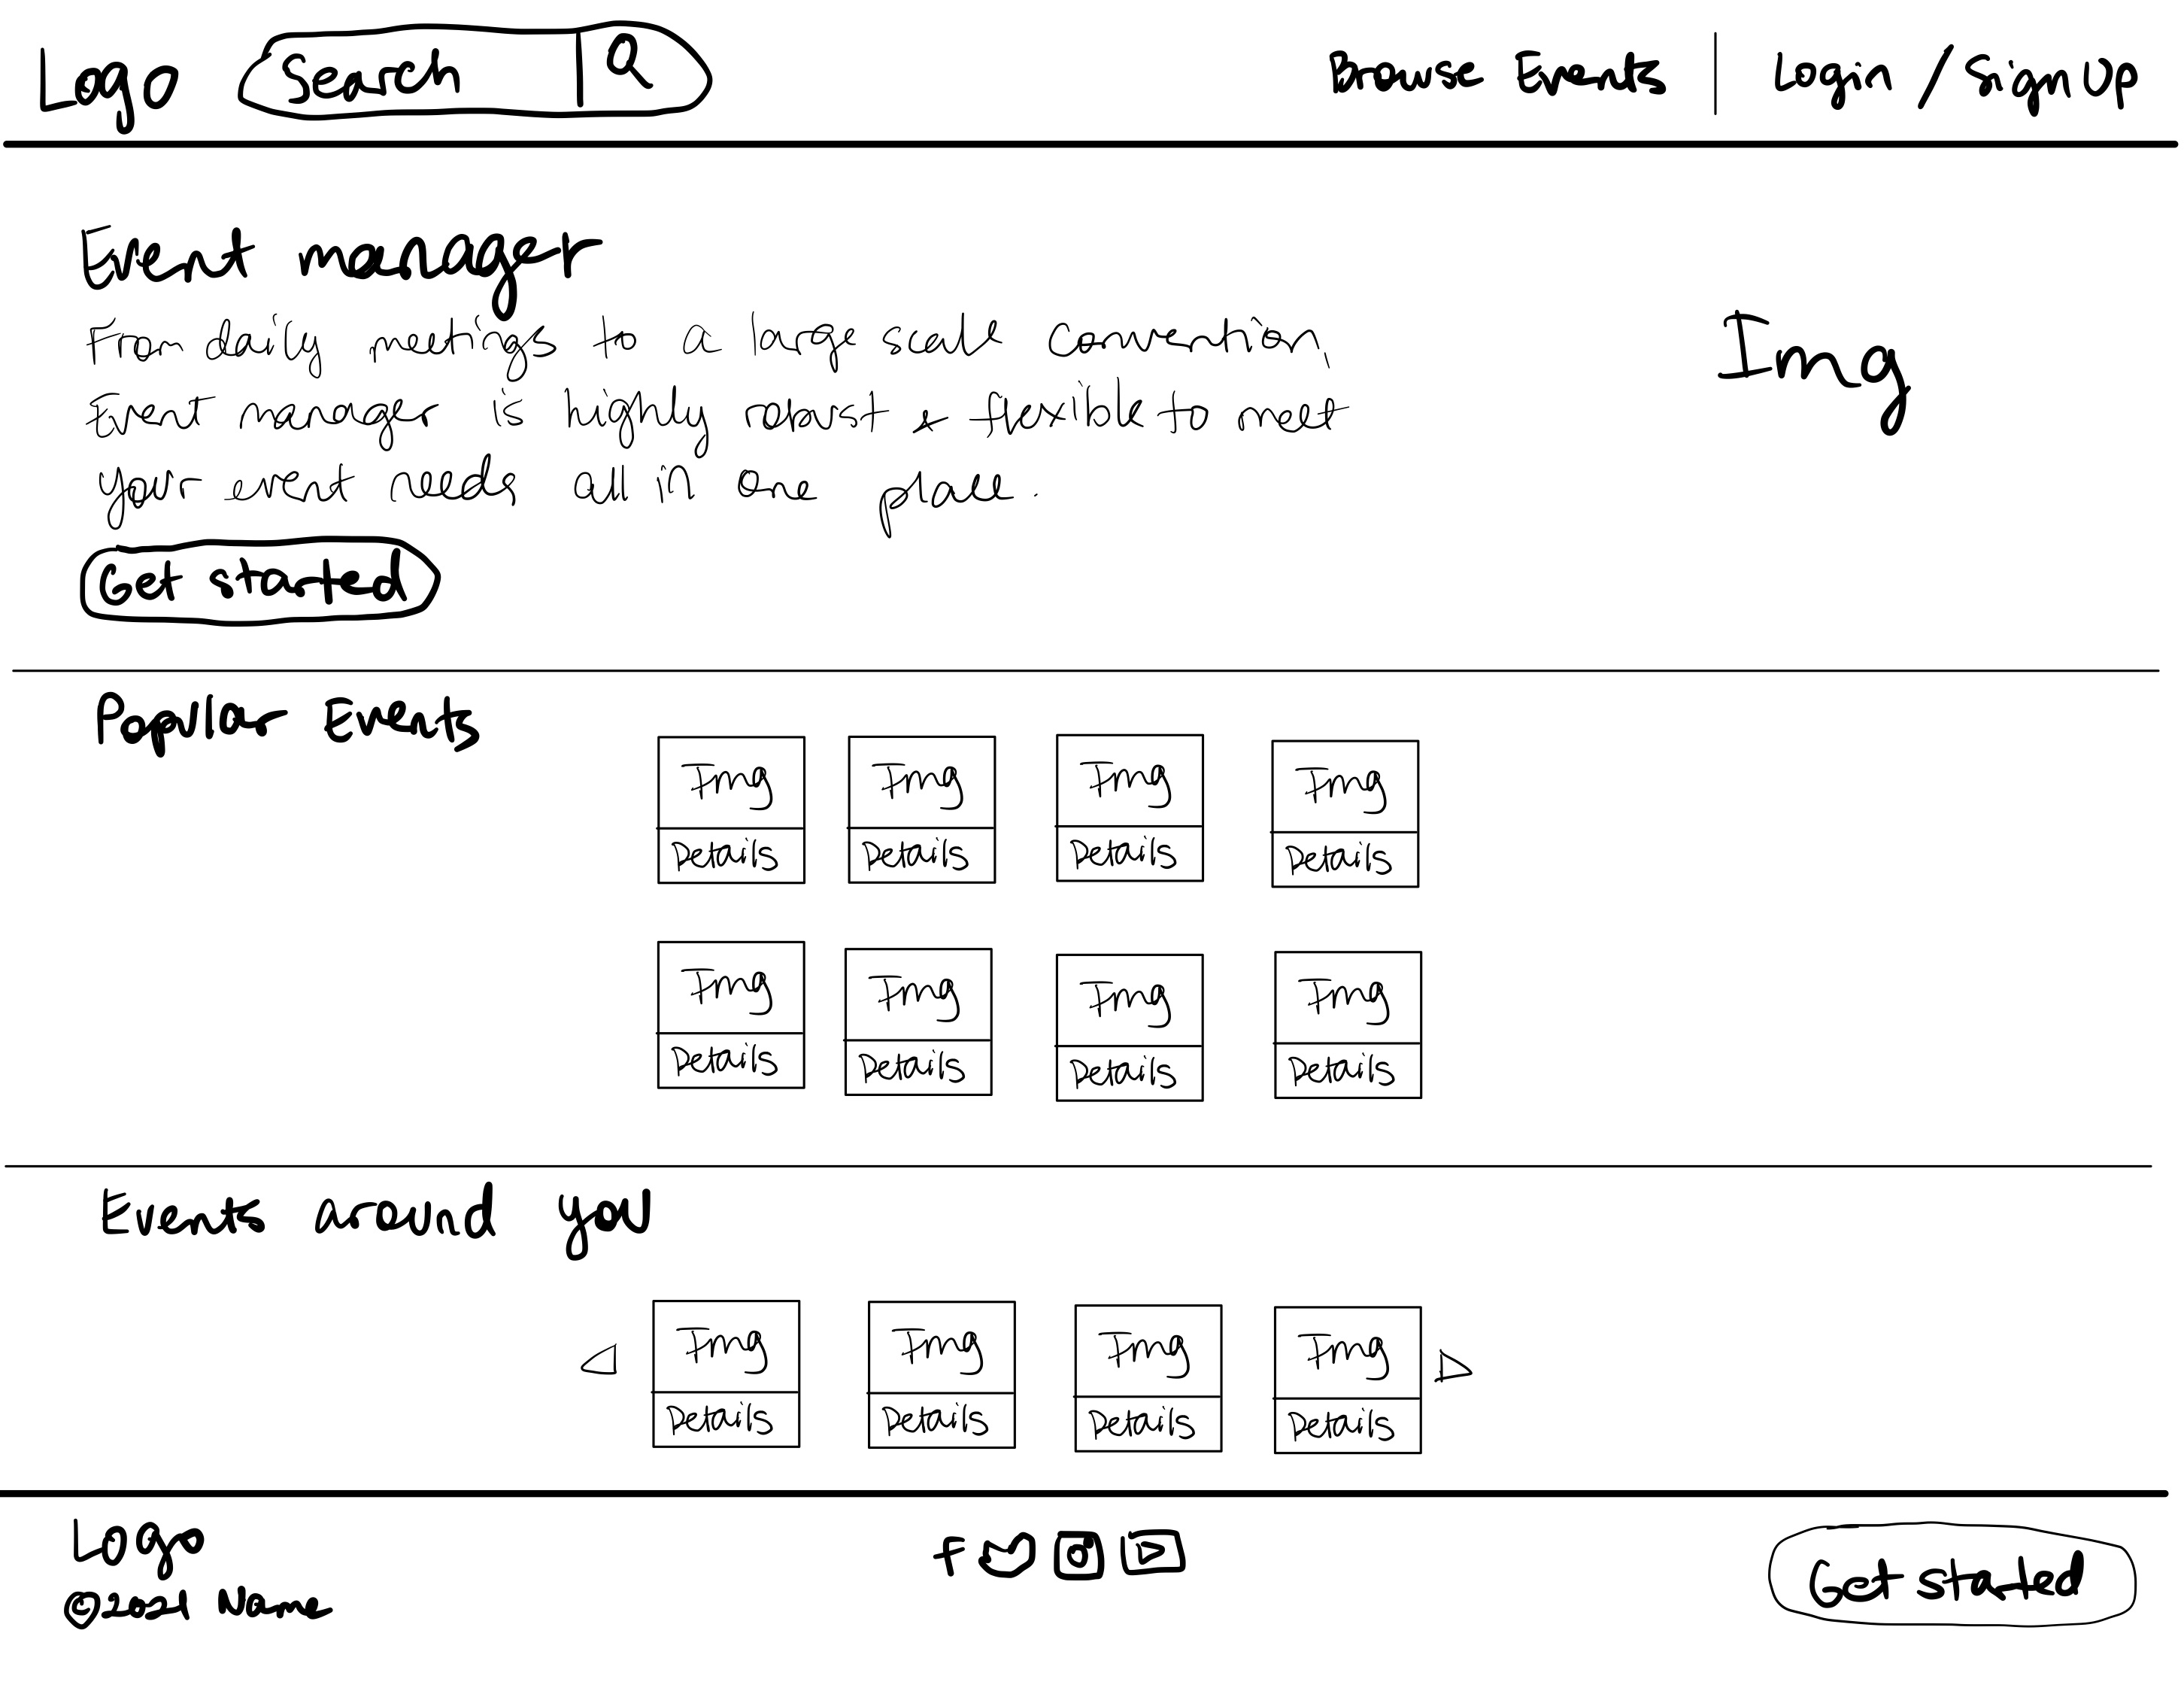 Logo Search Browse Events | Login / Sign Up
Event manager
From daily meetings to a large scale convention,
Event manager is highly robust & flexible to meet
your event needs all in one place.
Img
Get started
Popular Events
Img Img Img Img
Details Details Details Details
Img Img Img Img
Details Details Details Details
Events around you
Img Img Img Img
Details Details Details Details
Logo
© Name
Get started